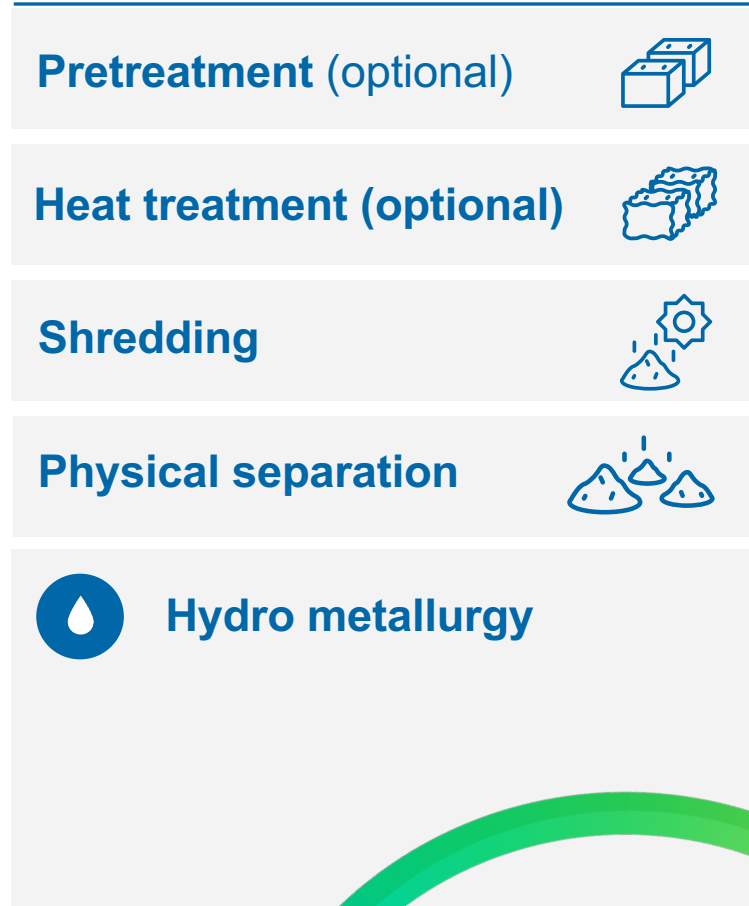 Pretreatment (optional)
Heat treatment (optional)
Shredding
Physical separation
Hydro metallurgy